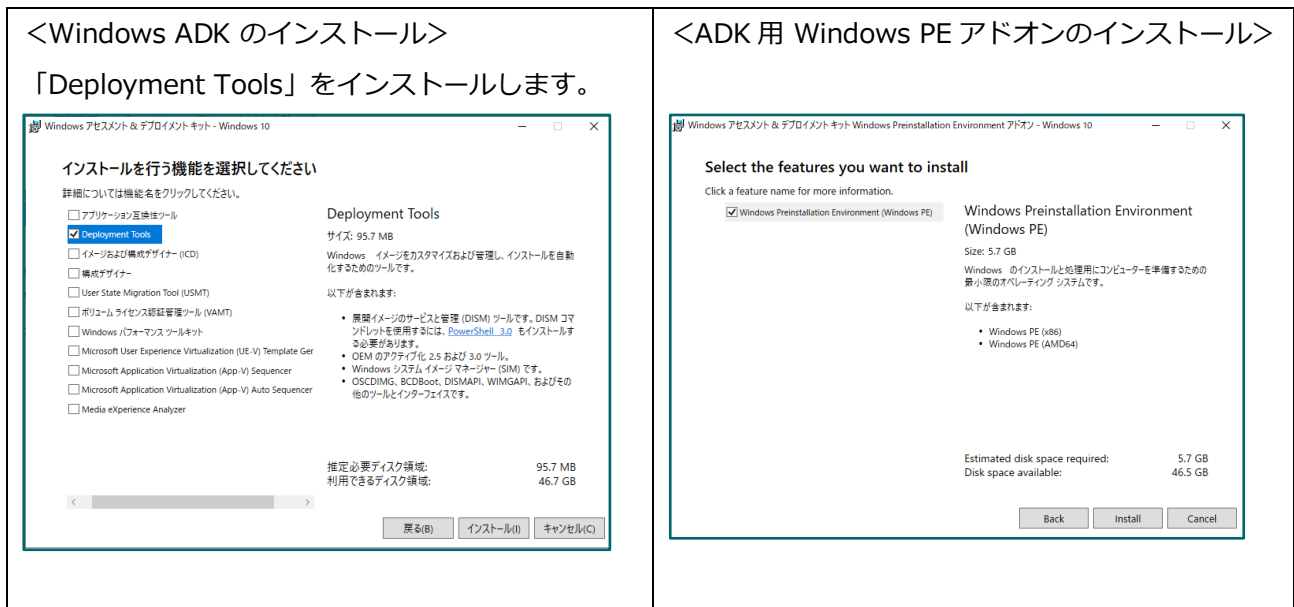 ＜Windows ADK のインストール＞
「Deployment Tools」をインストールします。
Windows アセスメント & デプロイメント キット - Windows 10
インストールを行う機能を選択してください
詳細については機能名をクリックしてください。
アプリケーション互換性ツール
Deployment Tools
イメージおよび構成デザイナー (ICD)
構成デザイナー
User State Migration Tool (USMT)
ボリューム ライセンス認証管理ツール (VAMT)
Windows パフォーマンス ツールキット
Microsoft User Experience Virtualization (UE-V) Template Ger
Microsoft Application Virtualization (App-V) Sequencer
Microsoft Application Virtualization (App-V) Auto Sequencer
Media eXperience Analyzer
Deployment Tools
サイズ: 95.7 MB
Windows イメージをカスタマイズおよび管理し、インストールを自動
化するためのツールです。
以下が含まれます:
• 展開イメージのサービスと管理 (DISM) ツールです。DISM コマ
ンドレットを使用するには、PowerShell 3.0 もインストールす
る必要があります。
• OEM のアクティブ化 2.5 および 3.0 ツール。
• Windows システム イメージ マネージャー (SIM) です。
• OSCDIMG、BCDBoot、DISMAPI、WIMGAPI、およびその
他のツールとインターフェイスです。
推定必要ディスク領域: 95.7 MB
利用できるディスク領域: 46.7 GB
戻る(B) インストール(I) キャンセル(C)
＜ADK 用 Windows PE アドオンのインストール＞
Windows アセスメント & デプロイメント キット Windows Preinstallation Environment アドオン - Windows 10
Select the features you want to install
Click a feature name for more information.
Windows Preinstallation Environment (Windows PE)
Windows Preinstallation Environment
(Windows PE)
Size: 5.7 GB
Windows のインストールと処理用にコンピューターを準備するための
最小限のオペレーティング システムです。
以下が含まれます:
• Windows PE (x86)
• Windows PE (AMD64)
Estimated disk space required: 5.7 GB
Disk space available: 46.5 GB
Back Install Cancel